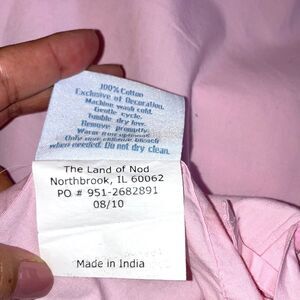 100% Cotton
Exclusive of Decoration.
Machine wash cold.
Gentle cycle.
Tumble dry low.
Remove promptly.
Warm iron optional.
Only non-chlorine bleach
when needed. Do not dry clean.
The Land of Nod
Northbrook, IL 60062
PO # 951-2682891
08/10
Made in India